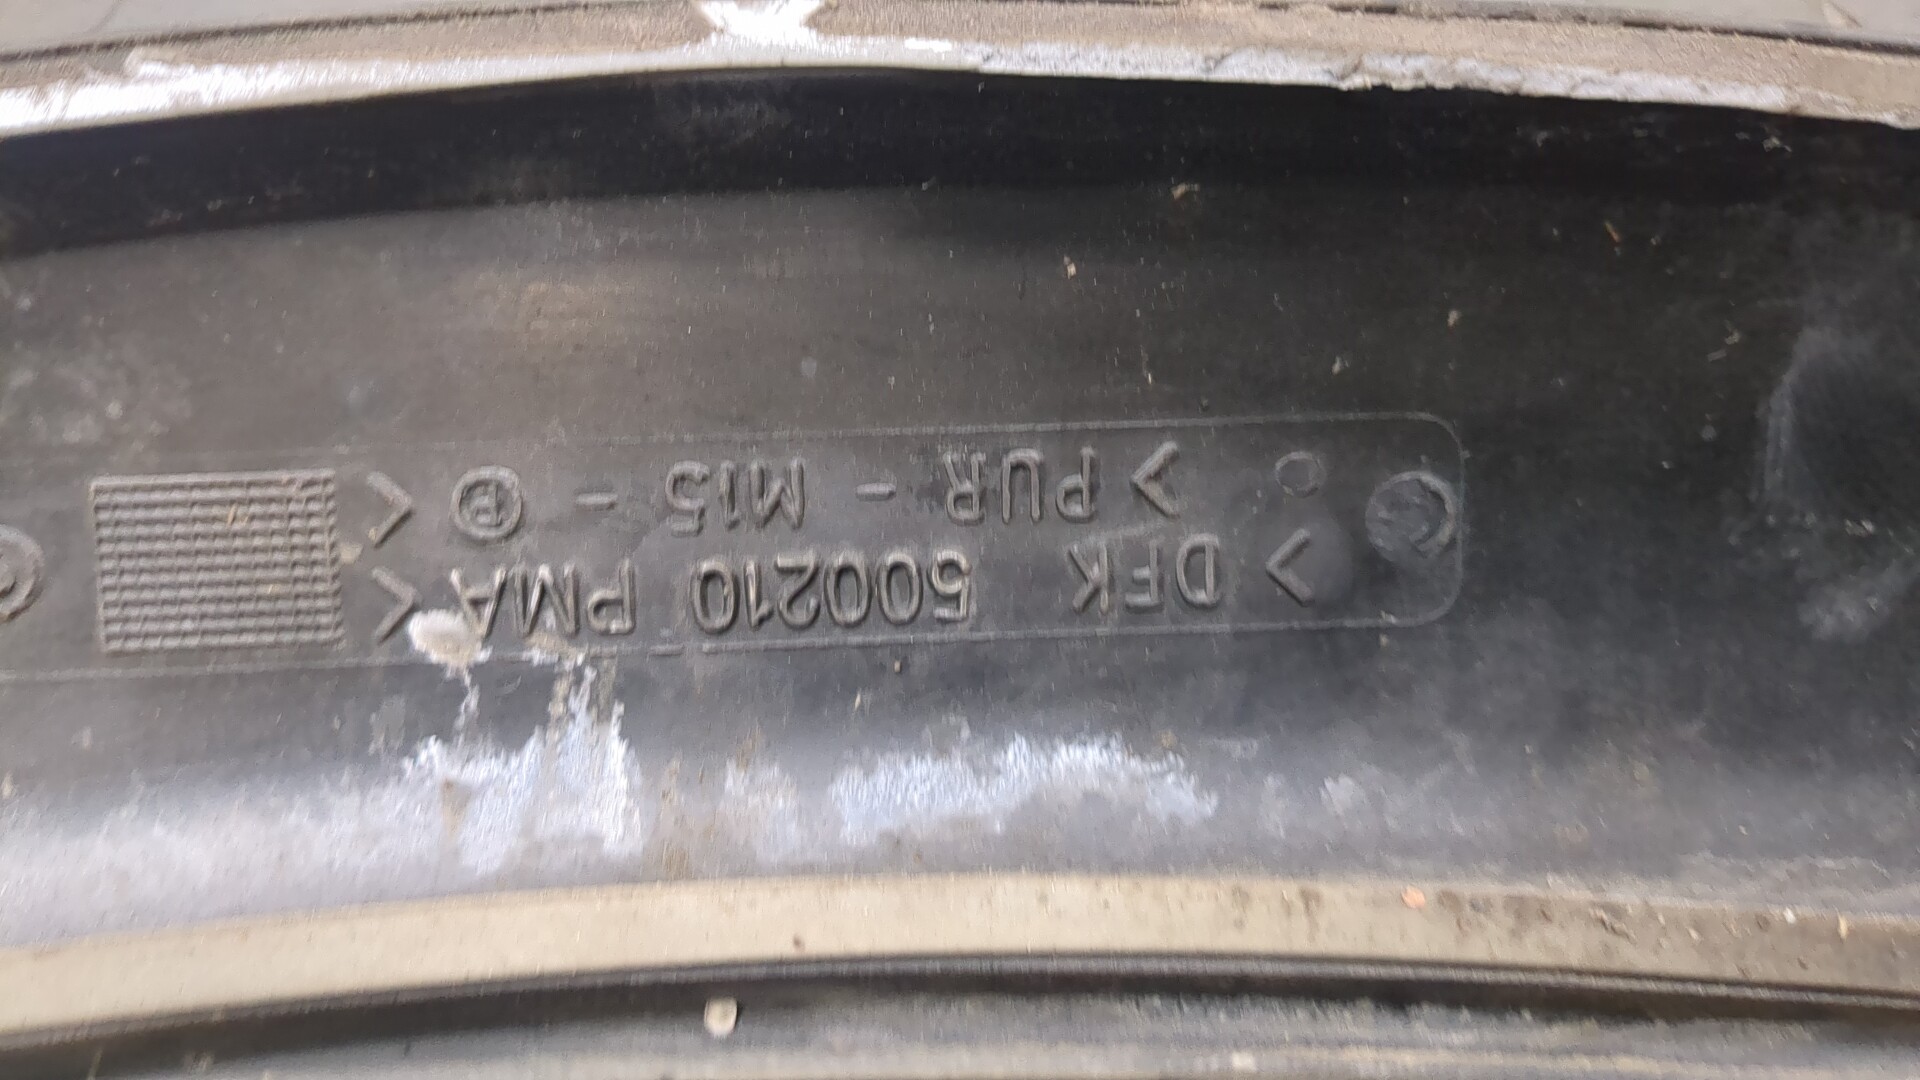 > DFK 500210 PMA <
> PUR - M15 - Ⓟ <